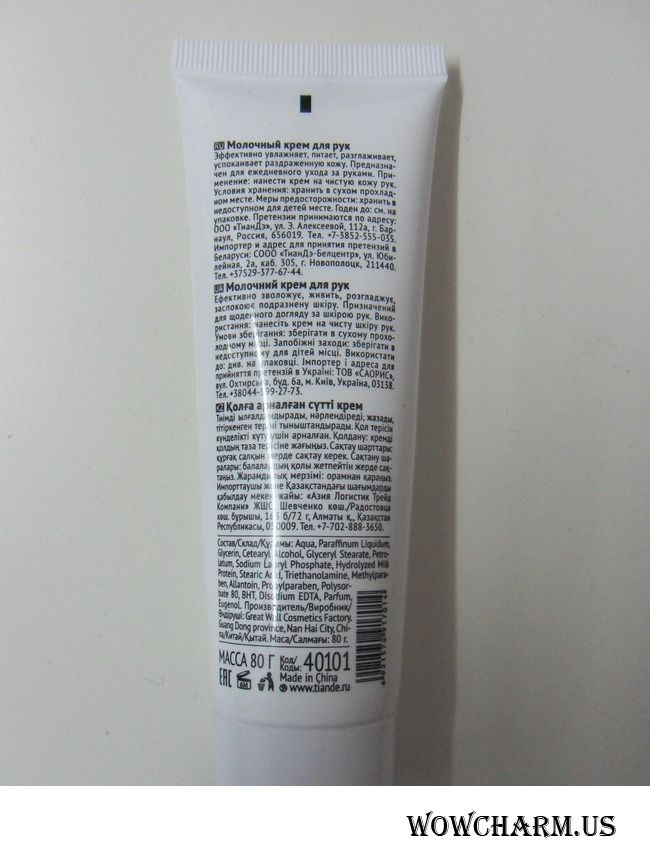 RU Молочный крем для рук
Эффективно увлажняет, питает, разглаживает,
успокаивает раздраженную кожу. Предназна-
чен для ежедневного ухода за руками. При-
менение: нанести крем на чистую кожу рук.
Условия хранения: хранить в сухом прохлад-
ном месте. Меры предосторожности: хранить в
недоступном для детей месте. Годен до: см. на
упаковке. Претензии принимаются по адресу:
ООО «ТианДэ», ул. Э. Алексеевой, 112а, г. Бар-
наул, Россия, 656019. Тел. +7-3852-555-035.
Импортер и адрес для принятия претензий в
Беларуси: СООО «ТианДэ-Белцентр», ул. Юби-
лейная, 2а, каб. 305, г. Новополоцк, 211440.
Тел. +37529-377-67-44.
UA Молочний крем для рук
Ефективно зволожує, живить, розгладжує,
заспокоює подразнену шкіру. Призначений
для щоденного догляду за шкірою рук. Вико-
ристання: нанесіть крем на чисту шкіру рук.
Умови зберігання: зберігати в сухому прохо-
лодному місці. Запобіжні заходи: зберігати в
недоступному для дітей місці. Використати
до: див. на упаковці. Імпортер і адреса для
прийняття претензій в Україні: ТОВ "САОРИС",
вул. Охтирська, буд. 6а, м. Київ, Україна, 03138.
Тел. +38044-599-27-73.
KZ Қолға арналған сүтті крем
Тиімді ылғалдандырады, нәрлендіреді, жазады,
тітіркенген теріні тыныштандырады. Қол терісін
күнделікті күту үшін арналған. Қолдану: кремді
қолдың таза терісіне жағыңыз. Сақтау шарттары:
құрғақ салқын жерде сақтау керек. Сақтану ша-
ралары: балалардың қолы жетпейтін жерде сақ-
таңыз. Жарамдылық мерзімі: орамнан қараңыз.
Импорттаушы және Қазақстандағы шағымдарды
қабылдау мекенжайы: «Азия Логистик Трейд
Компани» ЖШС, Шевченко көш./Радостовца
көш. бұрышы, 165 б/72 г, Алматы қ., Қазақстан
Республикасы, 050009. Тел. +7-702-888-3650.
Состав/Склад/Құрамы: Aqua, Paraffinum Liquidum,
Glycerin, Cetearyl Alcohol, Glyceryl Stearate, Petro-
latum, Sodium Lauryl Phosphate, Hydrolyzed Milk
Protein, Stearic Acid, Triethanolamine, Methylpara-
ben, Allantoin, Propylparaben, Polysor-
bate 80, BHT, Disodium EDTA, Parfum,
Eugenol. Производитель/Виробник/
Өндіруші: Great Wall Cosmetics Factory.
Guang Dong province, Nan Hai City, Chi-
na/Китай/Қытай. Маса/Салмағы: 80 г.
МАССА 80 Г Код/Коды: 40101
EAC 6M Made in China
www.tiande.ru
WOWCHARM.US